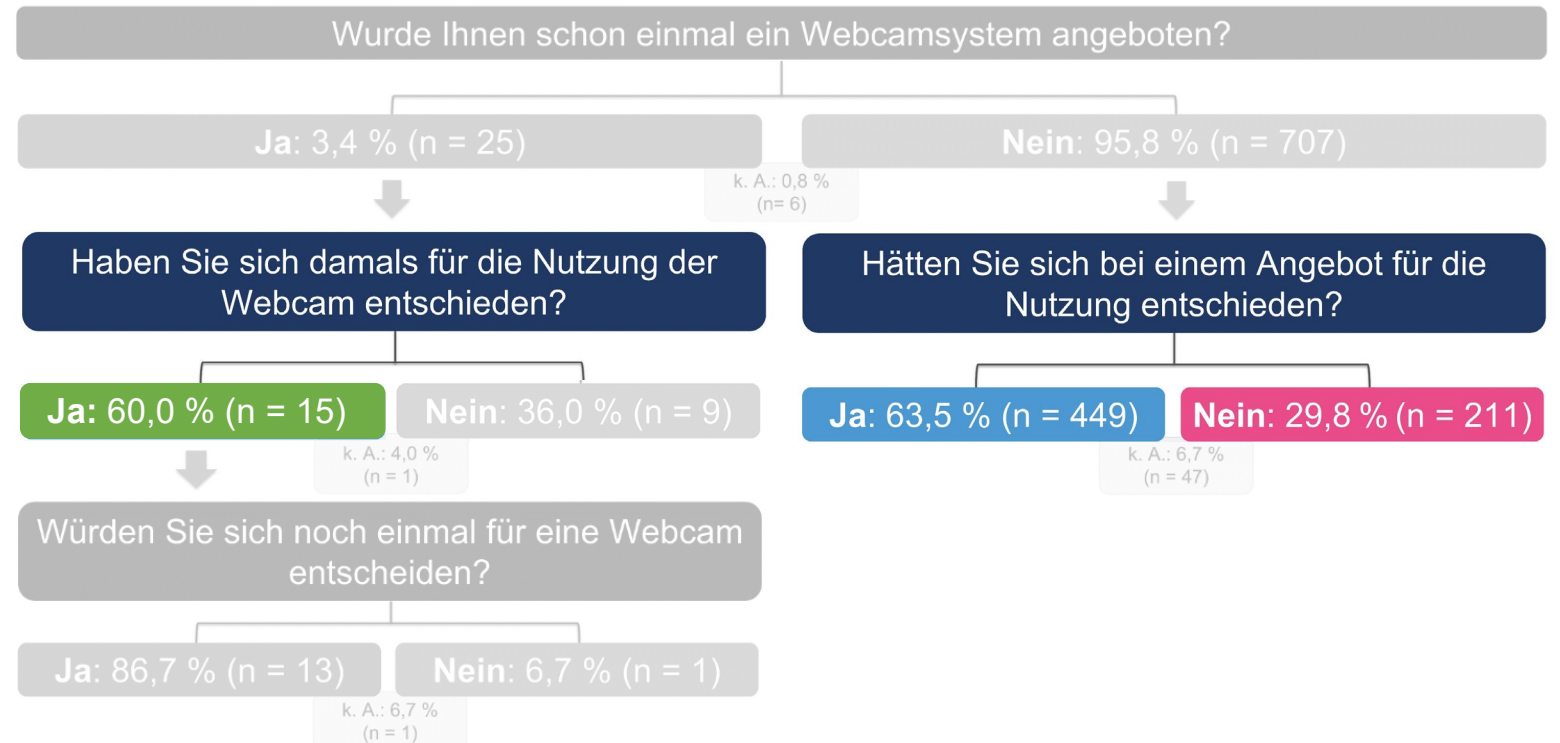 Wurde Ihnen schon einmal ein Webcamsystem angeboten?
Ja: 3,4 % (n = 25)
Nein: 95,8 % (n = 707)
k. A.: 0,8 %
(n= 6)
Haben Sie sich damals für die Nutzung der
Webcam entschieden?
Hätten Sie sich bei einem Angebot für die
Nutzung entschieden?
Ja: 60,0 % (n = 15)
Nein: 36,0 % (n = 9)
Ja: 63,5 % (n = 449)
Nein: 29,8 % (n = 211)
k. A.: 4,0 %
(n = 1)
k. A.: 6,7 %
(n = 47)
Würden Sie sich noch einmal für eine Webcam
entscheiden?
Ja: 86,7 % (n = 13)
Nein: 6,7 % (n = 1)
k. A.: 6,7 %
(n = 1)